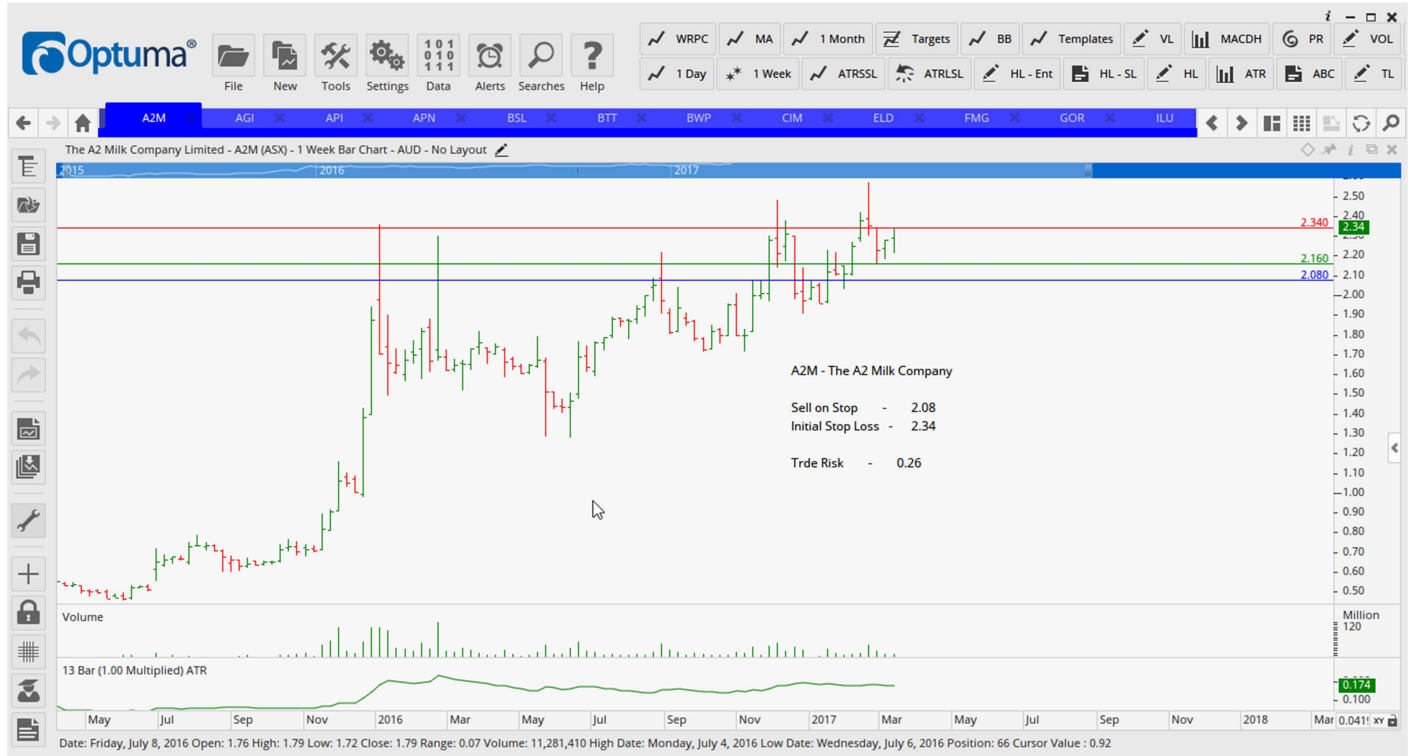 i
Optuma®
File New Tools Settings Data Alerts Searches Help
WRPC MA 1 Month Targets BB Templates VL MACDH PR VOL
1 Day 1 Week ATRSSL ATRLSL HL - Ent HL - SL HL ATR ABC TL
A2M AGI API APN BSL BTT BWP CIM ELD FMG GOR ILU
The A2 Milk Company Limited - A2M (ASX) - 1 Week Bar Chart - AUD - No Layout
2015 2016 2017
2.50
2.40
2.340 2.34
2.20
2.160
2.10
2.080
2.00
1.90
1.80
1.70
1.60
1.50
1.40
1.30
1.20
1.10
1.00
0.90
0.80
0.70
0.60
0.50
A2M - The A2 Milk Company
Sell on Stop - 2.08
Initial Stop Loss - 2.34
Trde Risk - 0.26
Volume
Million
120
13 Bar (1.00 Multiplied) ATR
0.174
0.100
May Jul Sep Nov 2016 Mar May Jul Sep Nov 2017 Mar May Jul Sep Nov 2018 Mar XY
Date: Friday, July 8, 2016 Open: 1.76 High: 1.79 Low: 1.72 Close: 1.79 Range: 0.07 Volume: 11,281,410 High Date: Monday, July 4, 2016 Low Date: Wednesday, July 6, 2016 Position: 66 Cursor Value : 0.92